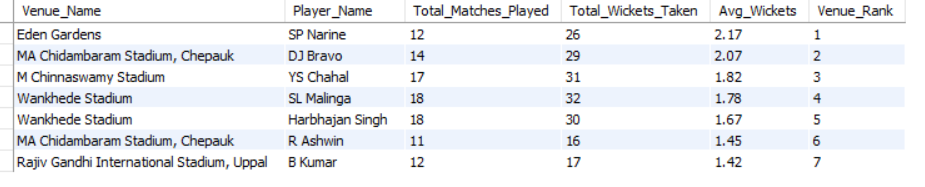 Venue_Name Player_Name Total_Matches_Played Total_Wickets_Taken Avg_Wickets Venue_Rank
Eden Gardens SP Narine 12 26 2.17 1
MA Chidambaram Stadium, Chepauk DJ Bravo 14 29 2.07 2
M Chinnaswamy Stadium YS Chahal 17 31 1.82 3
Wankhede Stadium SL Malinga 18 32 1.78 4
Wankhede Stadium Harbhajan Singh 18 30 1.67 5
MA Chidambaram Stadium, Chepauk R Ashwin 11 16 1.45 6
Rajiv Gandhi International Stadium, Uppal B Kumar 12 17 1.42 7